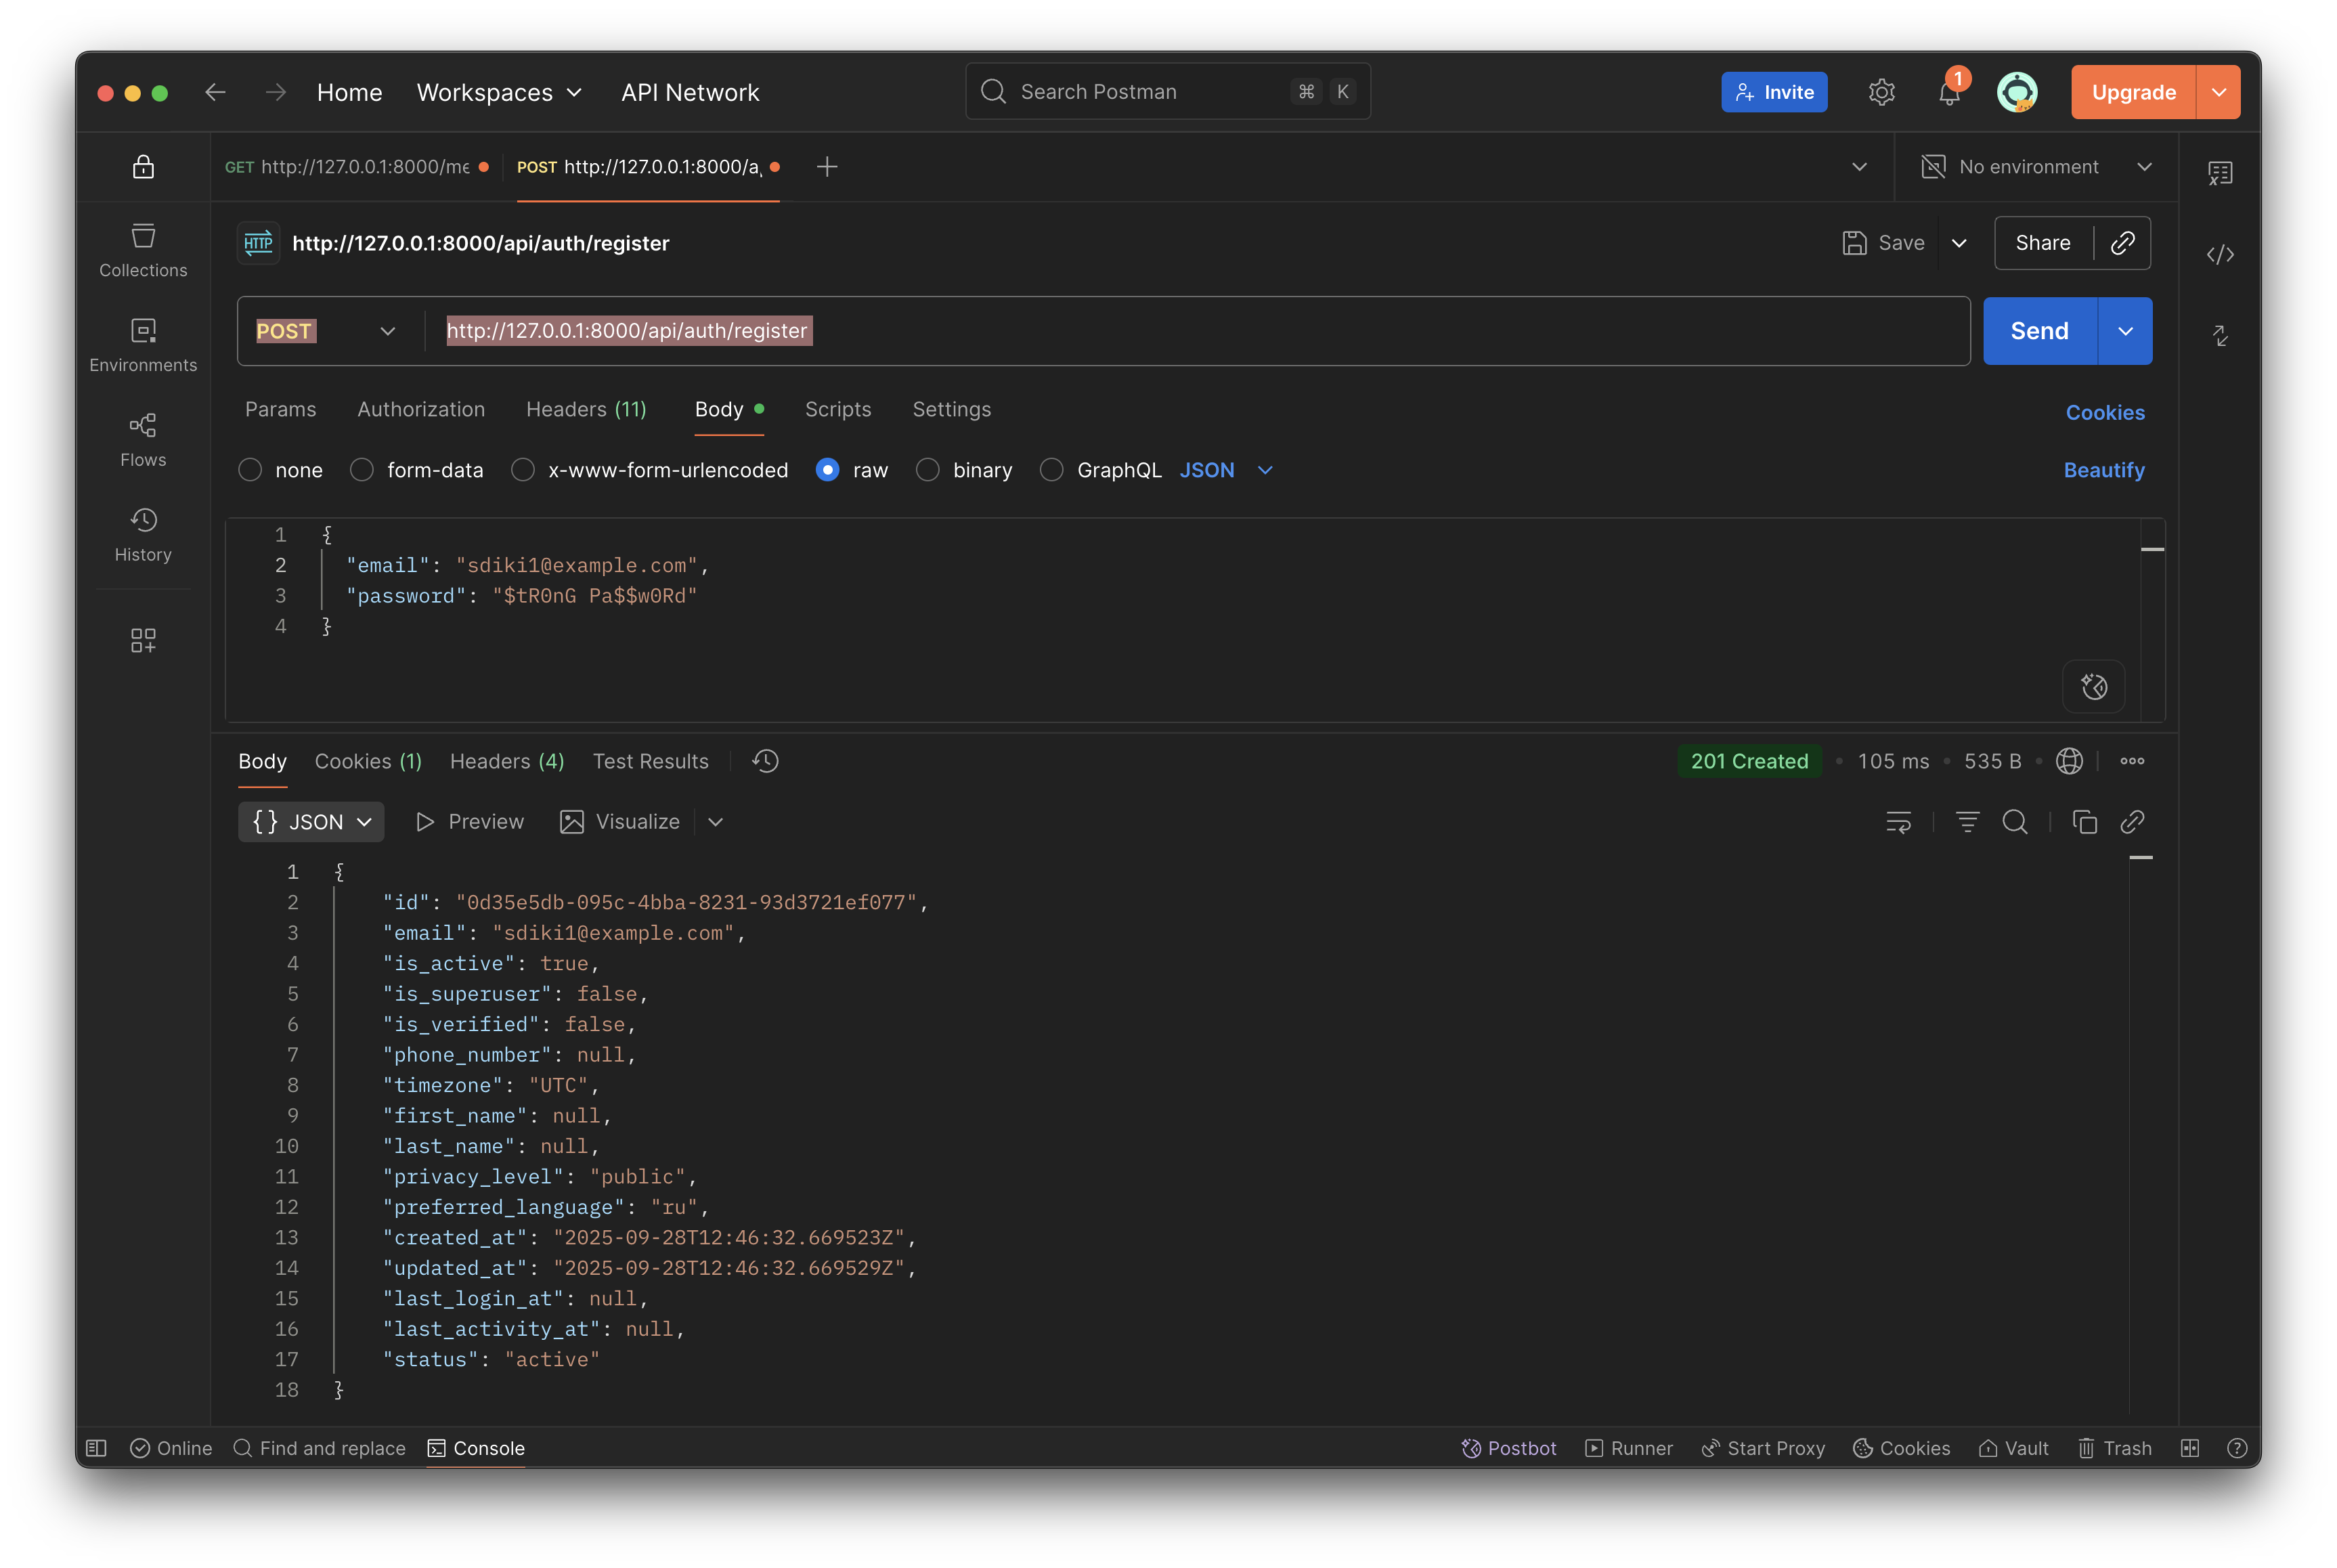 Home Workspaces API Network Search Postman ⌘ K Invite 1 Upgrade
GET http://127.0.0.1:8000/me POST http://127.0.0.1:8000/a No environment
HTTP http://127.0.0.1:8000/api/auth/register Save Share
Collections
Environments
Flows
History
POST http://127.0.0.1:8000/api/auth/register Send
Params Authorization Headers (11) Body Scripts Settings Cookies
none form-data x-www-form-urlencoded raw binary GraphQL JSON Beautify
1 {
2 "email": "sdiki1@example.com",
3 "password": "$tR0nG Pa$$w0Rd"
4 }
Body Cookies (1) Headers (4) Test Results 201 Created • 105 ms • 535 B
{} JSON Preview Visualize
1 {
2 "id": "0d35e5db-095c-4bba-8231-93d3721ef077",
3 "email": "sdiki1@example.com",
4 "is_active": true,
5 "is_superuser": false,
6 "is_verified": false,
7 "phone_number": null,
8 "timezone": "UTC",
9 "first_name": null,
10 "last_name": null,
11 "privacy_level": "public",
12 "preferred_language": "ru",
13 "created_at": "2025-09-28T12:46:32.669523Z",
14 "updated_at": "2025-09-28T12:46:32.669529Z",
15 "last_login_at": null,
16 "last_activity_at": null,
17 "status": "active"
18 }
Online Find and replace Console Postbot Runner Start Proxy Cookies Vault Trash